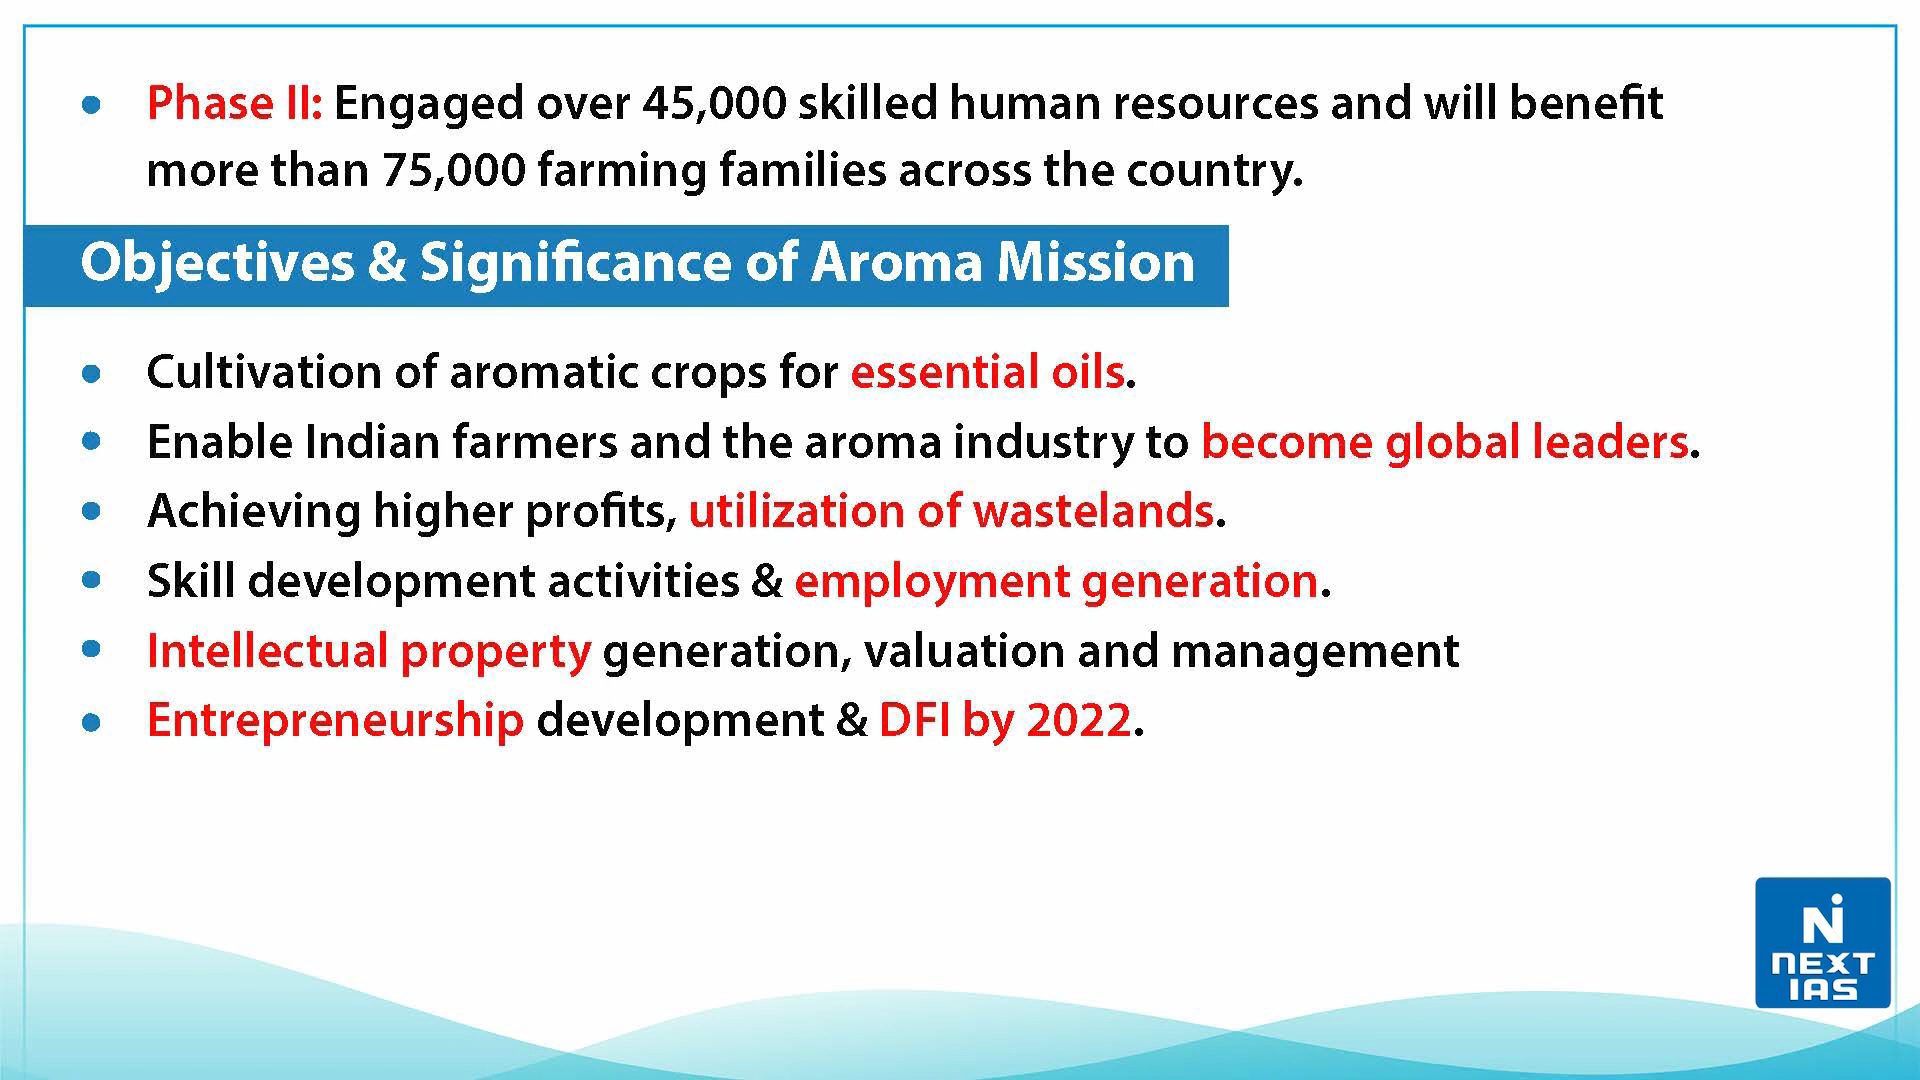 • Phase II: Engaged over 45,000 skilled human resources and will benefit
more than 75,000 farming families across the country.
Objectives & Significance of Aroma Mission
• Cultivation of aromatic crops for essential oils.
• Enable Indian farmers and the aroma industry to become global leaders.
• Achieving higher profits, utilization of wastelands.
• Skill development activities & employment generation.
• Intellectual property generation, valuation and management
• Entrepreneurship development & DFI by 2022.
N
NEXT
IAS